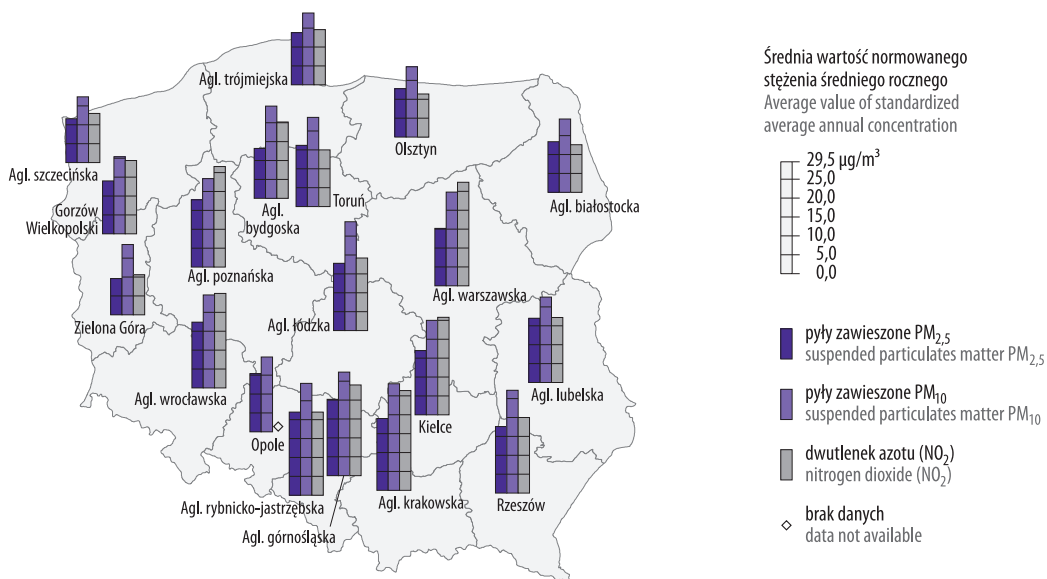 Agl. trójmiejska
Olsztyn
Agl. szczecińska
Agl. białostocka
Gorzów
Wielkopolski
Agl.
bydgoska
Toruń
Agl. poznańska
Agl. warszawska
Zielona Góra
Agl. łódzka
Agl. wrocławska
Agl. lubelska
Kielce
Opole
Agl. krakowska
Rzeszów
Agl. rybnicko-jastrzębska
Agl. górnośląska
Średnia wartość normowanego
stężenia średniego rocznego
Average value of standardized
average annual concentration
29,5 µg/m³
25,0
20,0
15,0
10,0
5,0
0,0
pyły zawieszone PM2,5
suspended particulates matter PM2,5
pyły zawieszone PM10
suspended particulates matter PM10
dwutlenek azotu (NO2)
nitrogen dioxide (NO2)
brak danych
data not available